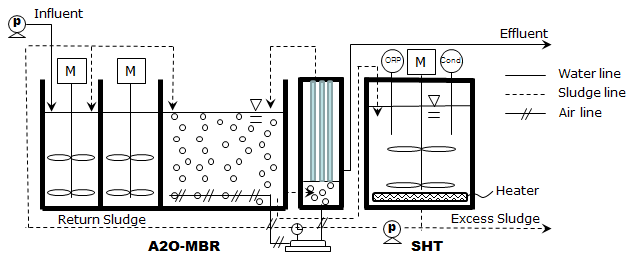 P
Influent
Effluent
ORP
M
Cond
M
M
Water line
Sludge line
Air line
Heater
Return Sludge
P
Excess Sludge
A2O-MBR
SHT